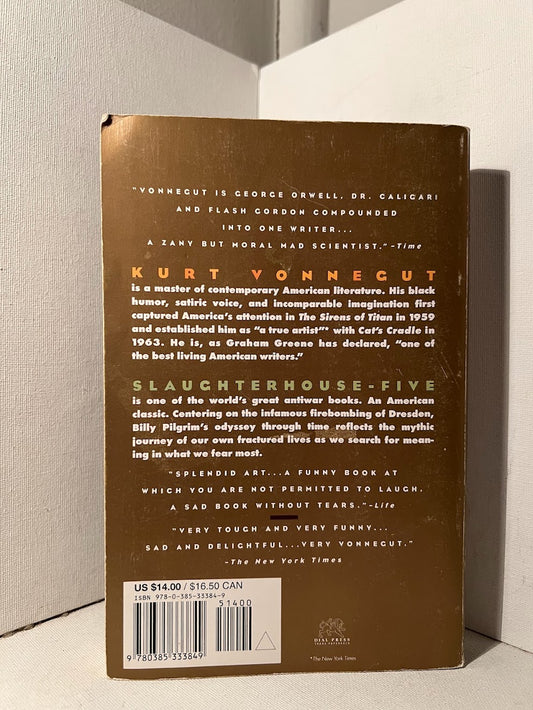 "VONNEGUT IS GEORGE ORWELL, DR. CALIGARI
AND FLASH GORDON COMPOUNDED
INTO ONE WRITER...
A ZANY BUT MORAL MAD SCIENTIST." –Time
KURT VONNEGUT
is a master of contemporary American literature. His black
humor, satiric voice, and incomparable imagination first
captured America's attention in The Sirens of Titan in 1959
and established him as "a true artist"* with Cat's Cradle in
1963. He is, as Graham Greene has declared, "one of
the best living American writers."
SLAUGHTERHOUSE-FIVE
is one of the world's great antiwar books. An American
classic. Centering on the infamous firebombing of Dresden,
Billy Pilgrim's odyssey through time reflects the mythic
journey of our own fractured lives as we search for mean-
ing in what we fear most.
"SPLENDID ART...A FUNNY BOOK AT
WHICH YOU ARE NOT PERMITTED TO LAUGH,
A SAD BOOK WITHOUT TEARS."–Life
"VERY TOUGH AND VERY FUNNY...
SAD AND DELIGHTFUL...VERY VONNEGUT."
–The New York Times
US $14.00 / $16.50 CAN
ISBN 978-0-385-33384-9
51400
9 780385 333849
DIAL PRESS
TRADE PAPERBACK
*The New York Times